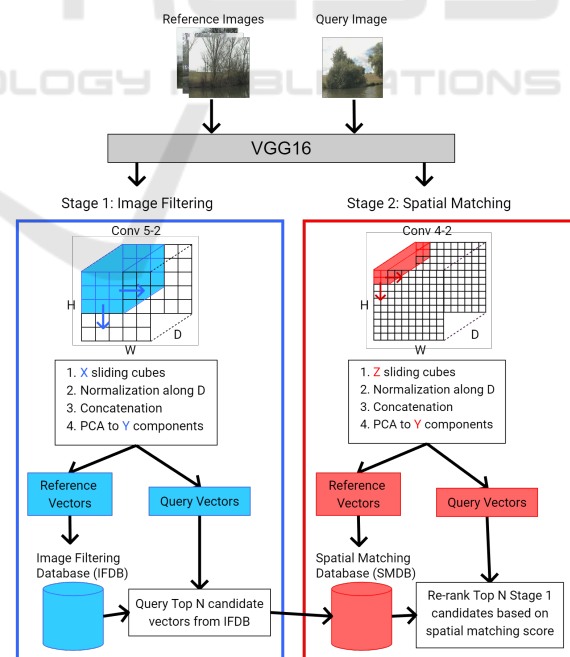 Reference Images
Query Image
VGG16
Stage 1: Image Filtering
Conv 5-2
H
D
W
1. X sliding cubes
2. Normalization along D
3. Concatenation
4. PCA to Y components
Reference
Vectors
Query Vectors
Image Filtering
Database (IFDB)
Query Top N candidate
vectors from IFDB
Stage 2: Spatial Matching
Conv 4-2
H
D
W
1. Z sliding cubes
2. Normalization along D
3. Concatenation
4. PCA to Y components
Reference
Vectors
Query Vectors
Spatial Matching
Database (SMDB)
Re-rank Top N Stage 1
candidates based on
spatial matching score